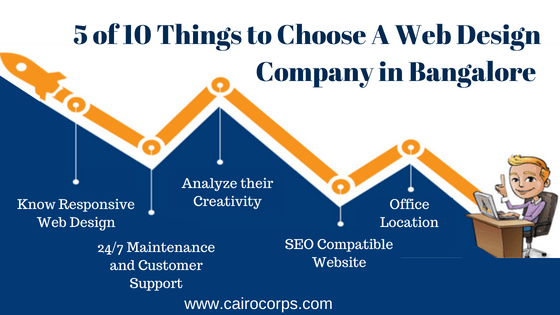 5 of 10 Things to Choose A Web Design
Company in Bangalore
Know Responsive
Web Design
24/7 Maintenance
and Customer
Support
Analyze their
Creativity
SEO Compatible
Website
Office
Location
www.cairocorps.com